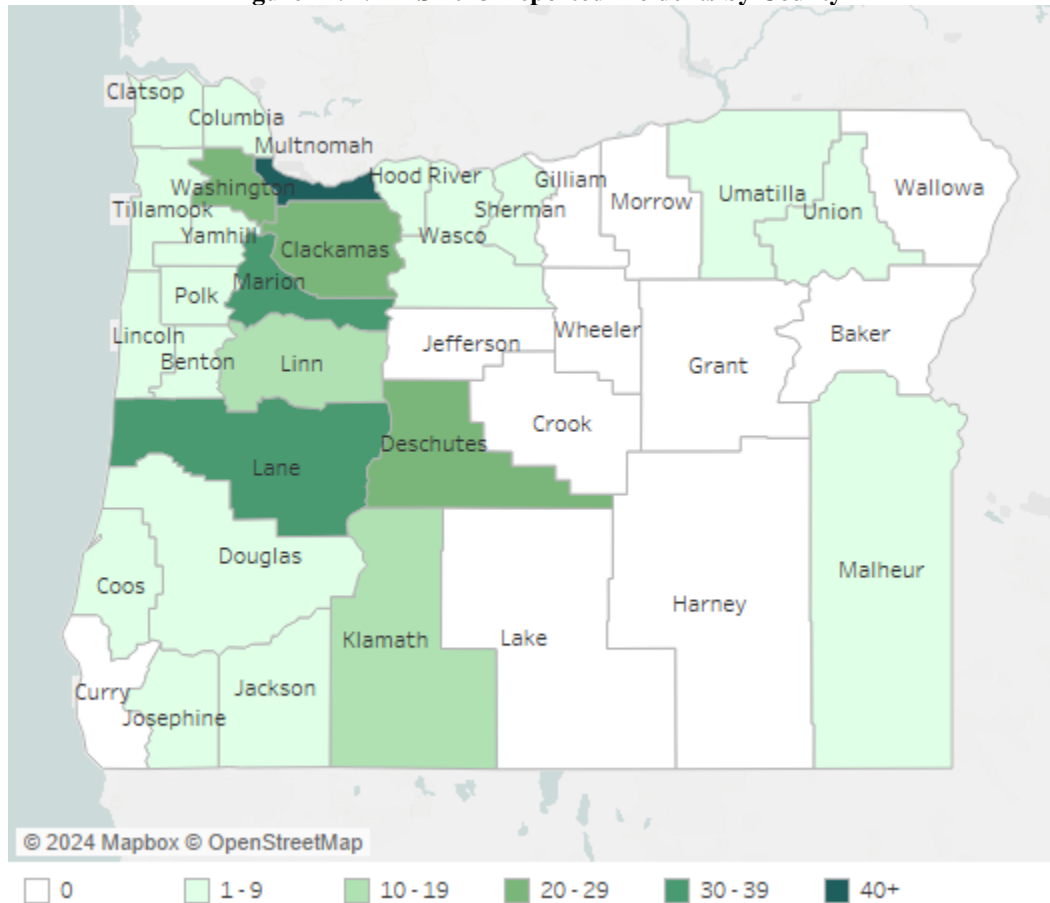 by County
Clatsop
Columbia
Multnomah
Hood River
Washington
Gilliam
Umatilla
Wallowa
Morrow
Tillamook
Sherman
Union
Yamhill
Wasco
Clackamas
Marion
Polk
Lincoln
Jefferson
Wheeler
Baker
Benton
Linn
Grant
Crook
Deschutes
Lane
Douglas
Malheur
Coos
Harney
Klamath
Lake
Curry
Jackson
Josephine
© 2024 Mapbox © OpenStreetMap
0 1 - 9 10 - 19 20 - 29 30 - 39 40+